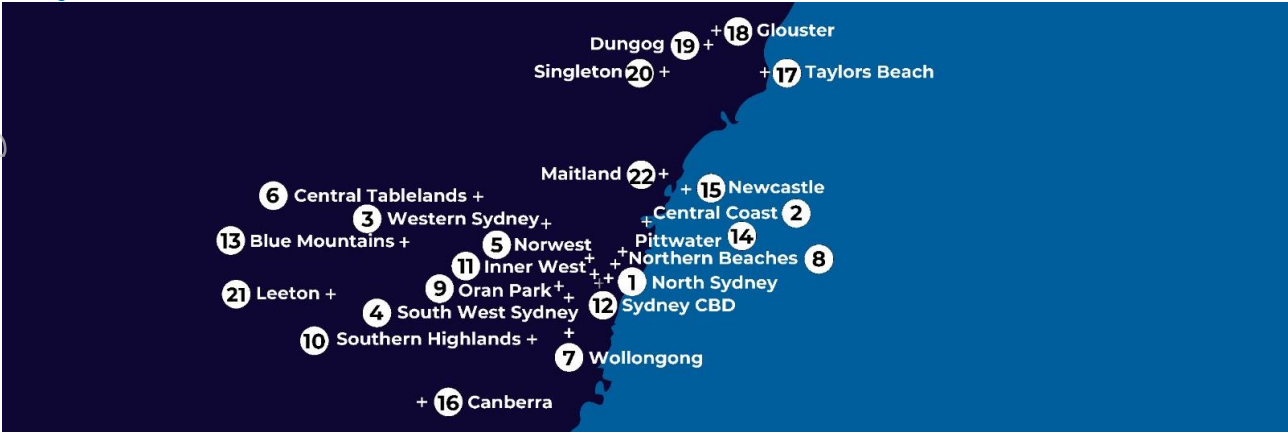 18 Glouster
Dungog 19
Singleton 20
17 Taylors Beach
Maitland 22
15 Newcastle
6 Central Tablelands
Central Coast 2
3 Western Sydney
Pittwater 14
13 Blue Mountains
5 Norwest
Northern Beaches 8
11 Inner West
1 North Sydney
9 Oran Park
21 Leeton
12 Sydney CBD
4 South West Sydney
10 Southern Highlands
7 Wollongong
16 Canberra